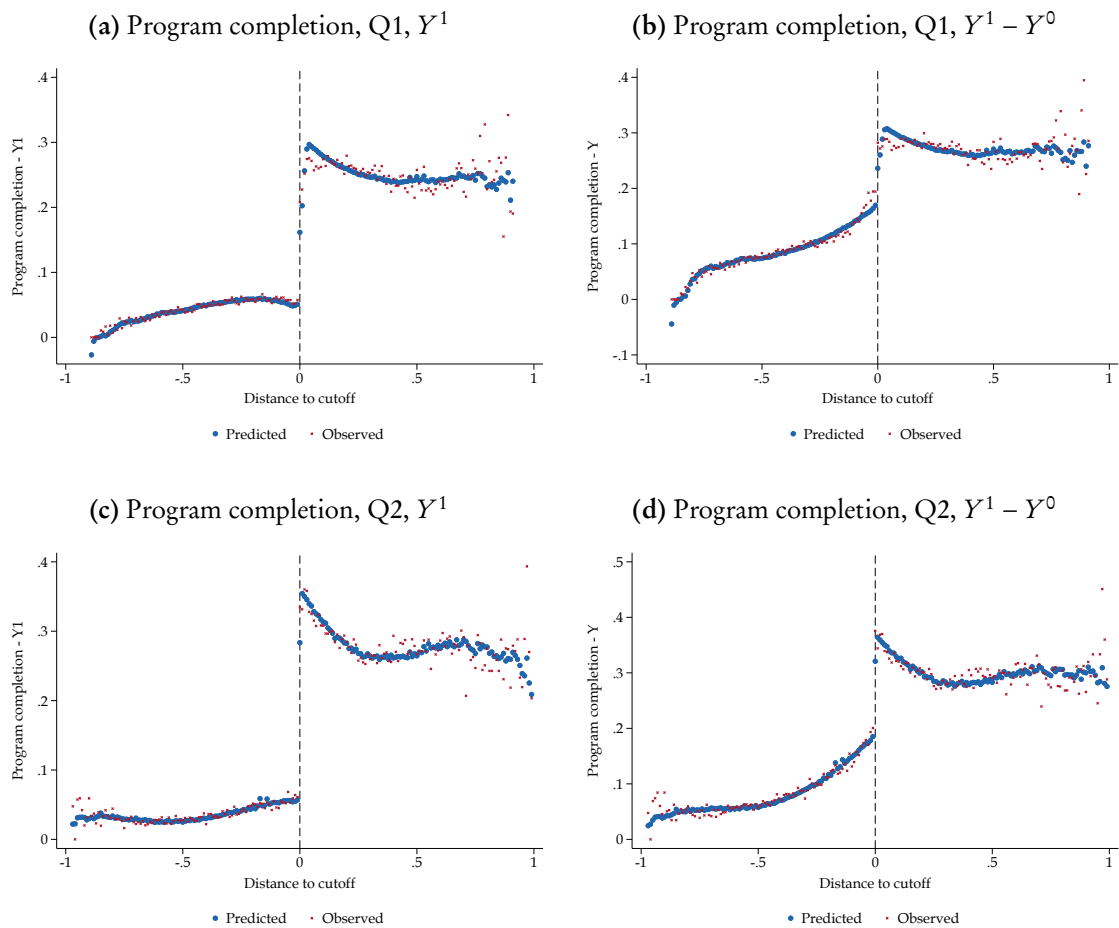 (a) Program completion, Q1, Y¹
Program completion - Y1
.4
.3
.2
.1
0
-1
-.5
0
.5
1
Distance to cutoff
Predicted
Observed
(b) Program completion, Q1, Y¹ – Y⁰
Program completion - Y
.4
.3
.2
.1
0
-.1
-1
-.5
0
.5
1
Distance to cutoff
Predicted
Observed
(c) Program completion, Q2, Y¹
Program completion - Y1
.4
.3
.2
.1
0
-1
-.5
0
.5
1
Distance to cutoff
Predicted
Observed
(d) Program completion, Q2, Y¹ – Y⁰
Program completion - Y
.5
.4
.3
.2
.1
0
-1
-.5
0
.5
1
Distance to cutoff
Predicted
Observed